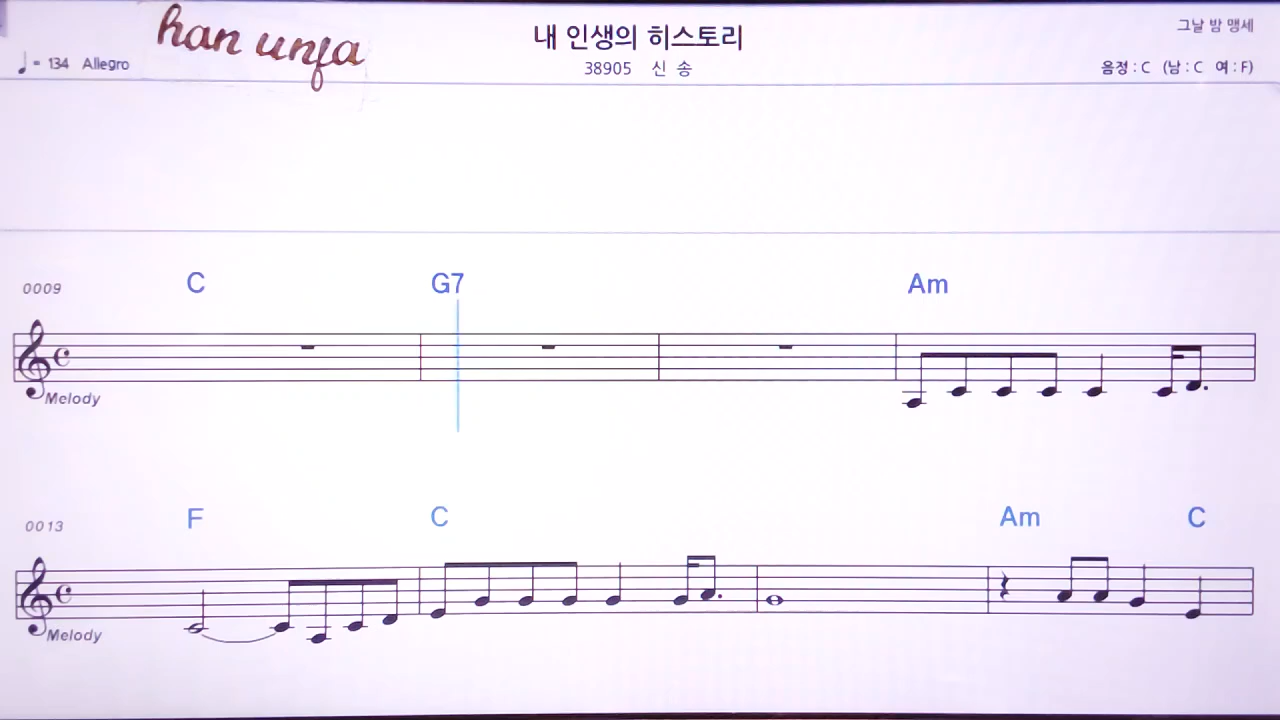 han unfa
내 인생의 히스토리
그날 밤 맹세
♩= 134 Allegro
38905 신 송
음정 : C (남 : C 여 : F)
0009 C G7 Am
Melody
0013 F C Am C
Melody